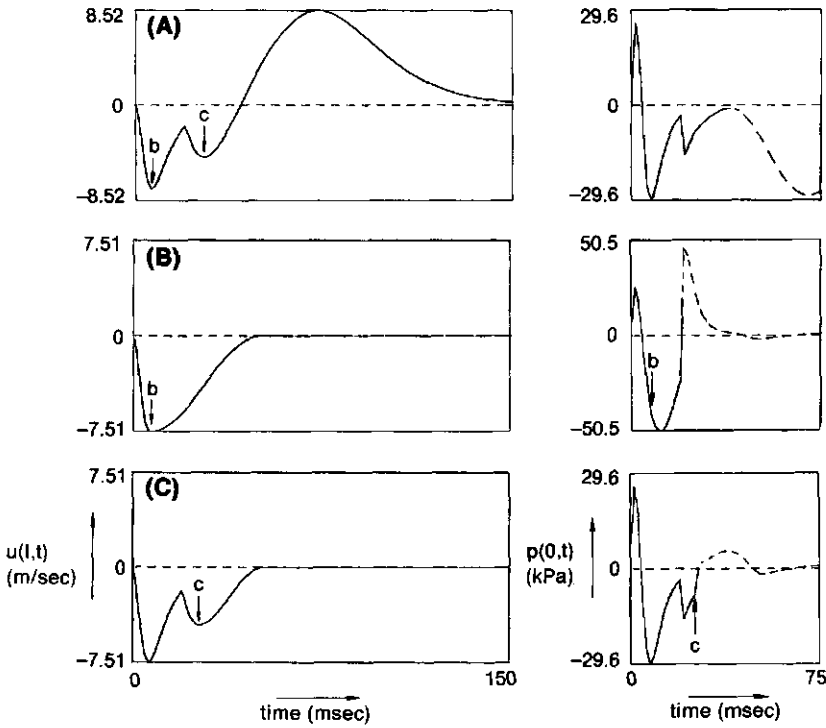 8.52
(A)
29.6
0
b
c
0
−8.52
−29.6
7.51
(B)
50.5
0
b
0
b
−7.51
−50.5
7.51
(C)
29.6
u(l,t)
(m/sec)
0
c
p(0,t)
(kPa)
0
c
−7.51
−29.6
0
150
0
75
time (msec)
time (msec)